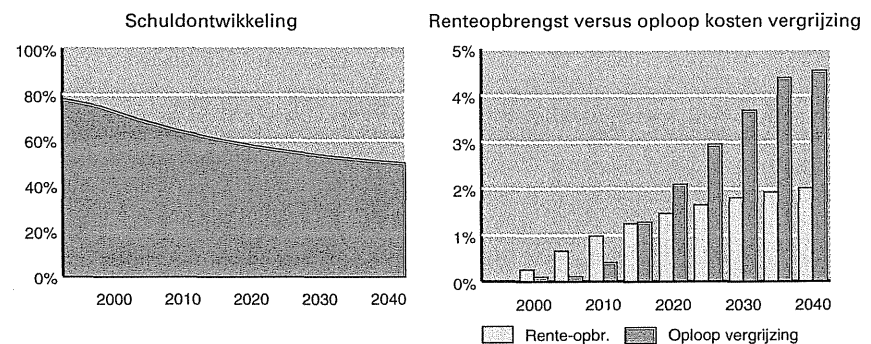 Schuldontwikkeling
100%
80%
60%
40%
20%
0%
2000 2010 2020 2030 2040
Renteopbrengst versus oploop kosten vergrijzing
5%
4%
3%
2%
1%
0%
2000 2010 2020 2030 2040
Rente-opbr. Oploop vergrijzing